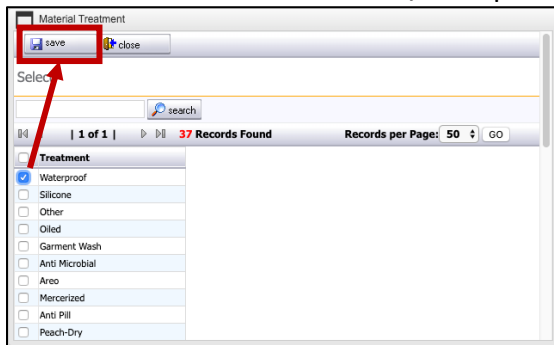 Material Treatment
save close
Select
search
| 1 of 1 | 37 Records Found Records per Page: 50 GO
Treatment
Waterproof
Silicone
Other
Oiled
Garment Wash
Anti Microbial
Areo
Mercerized
Anti Pill
Peach-Dry